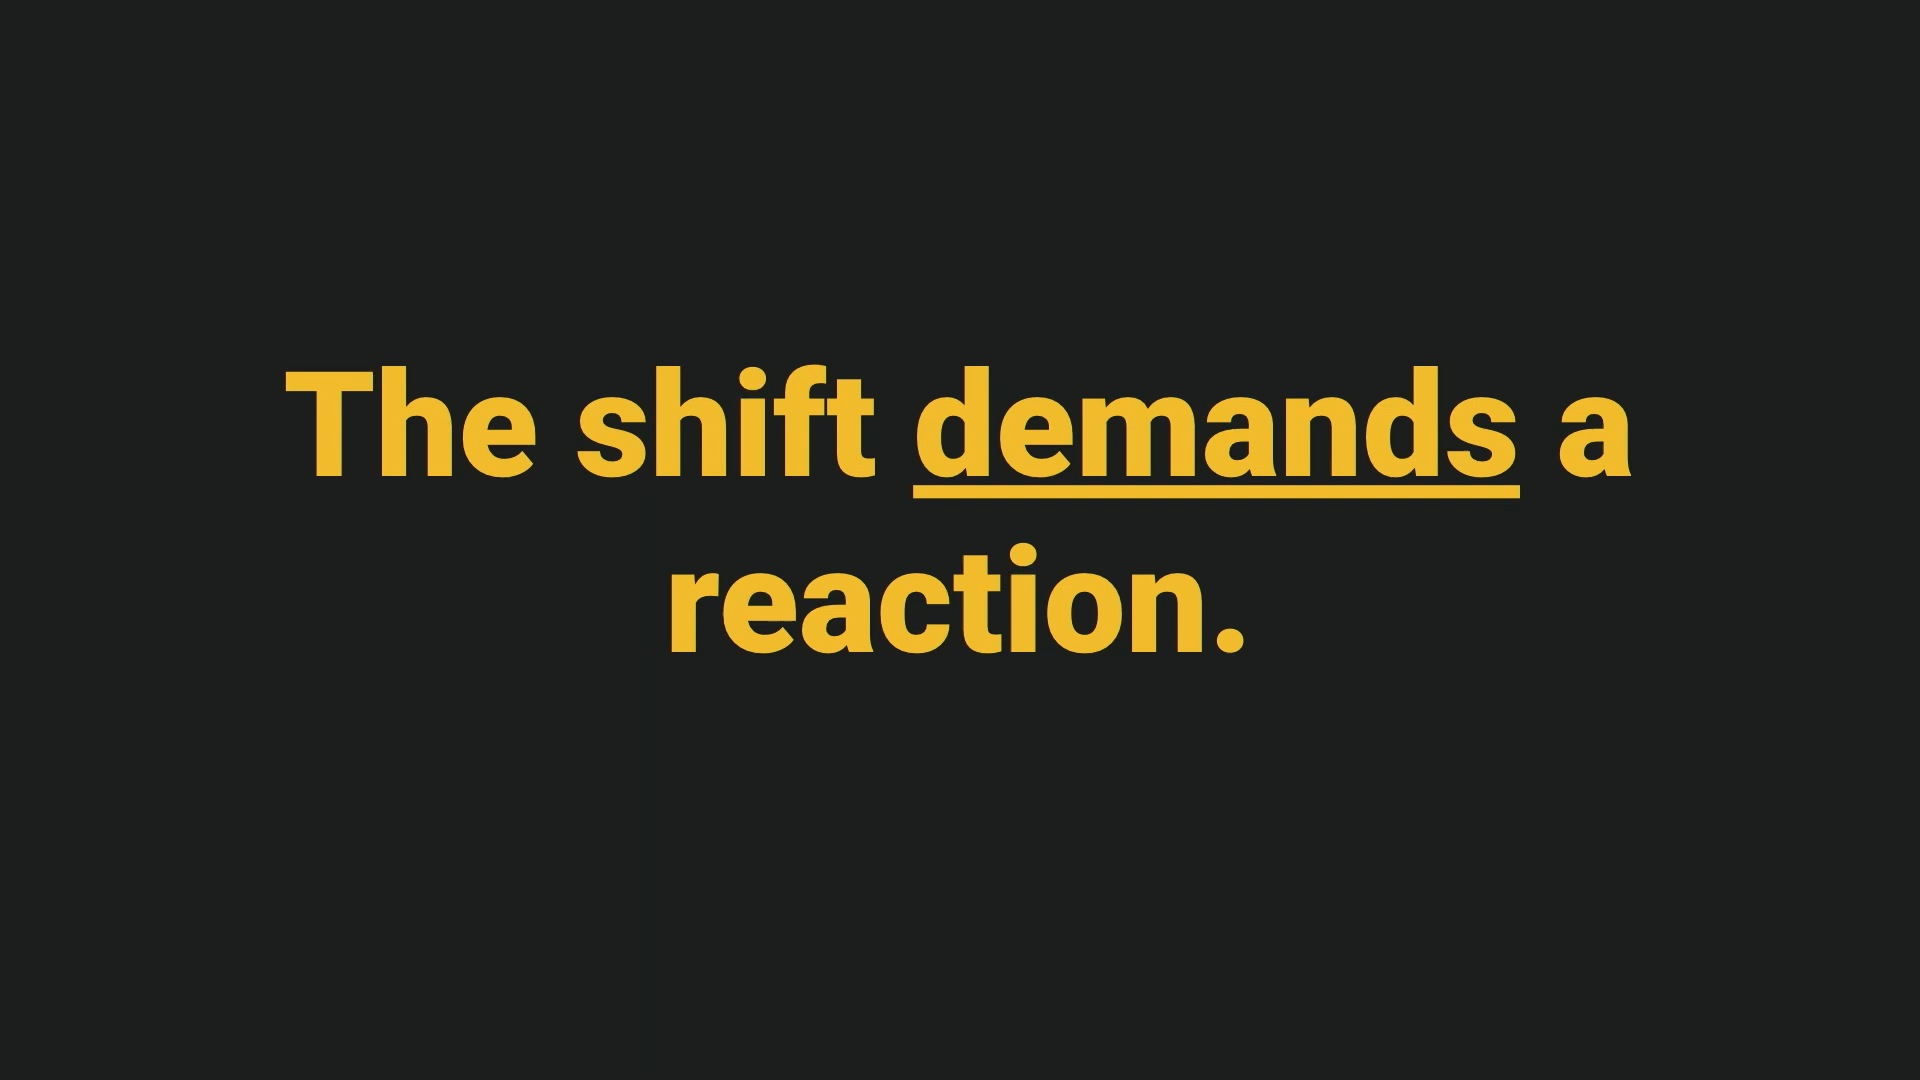 The shift demands a
reaction.